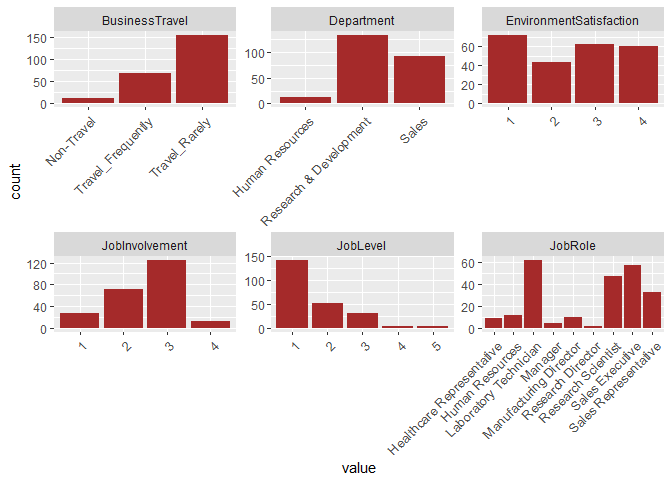 BusinessTravel
Department
EnvironmentSatisfaction
150
100
50
0
100
50
0
60
40
20
0
Non-Travel
Travel_Frequently
Travel_Rarely
Human Resources
Research & Development
Sales
1
2
3
4
count
JobInvolvement
JobLevel
JobRole
120
80
40
0
150
100
50
0
60
40
20
0
1
2
3
4
1
2
3
4
5
Healthcare Representative
Human Resources
Laboratory Technician
Manager
Manufacturing Director
Research Director
Research Scientist
Sales Executive
Sales Representative
value